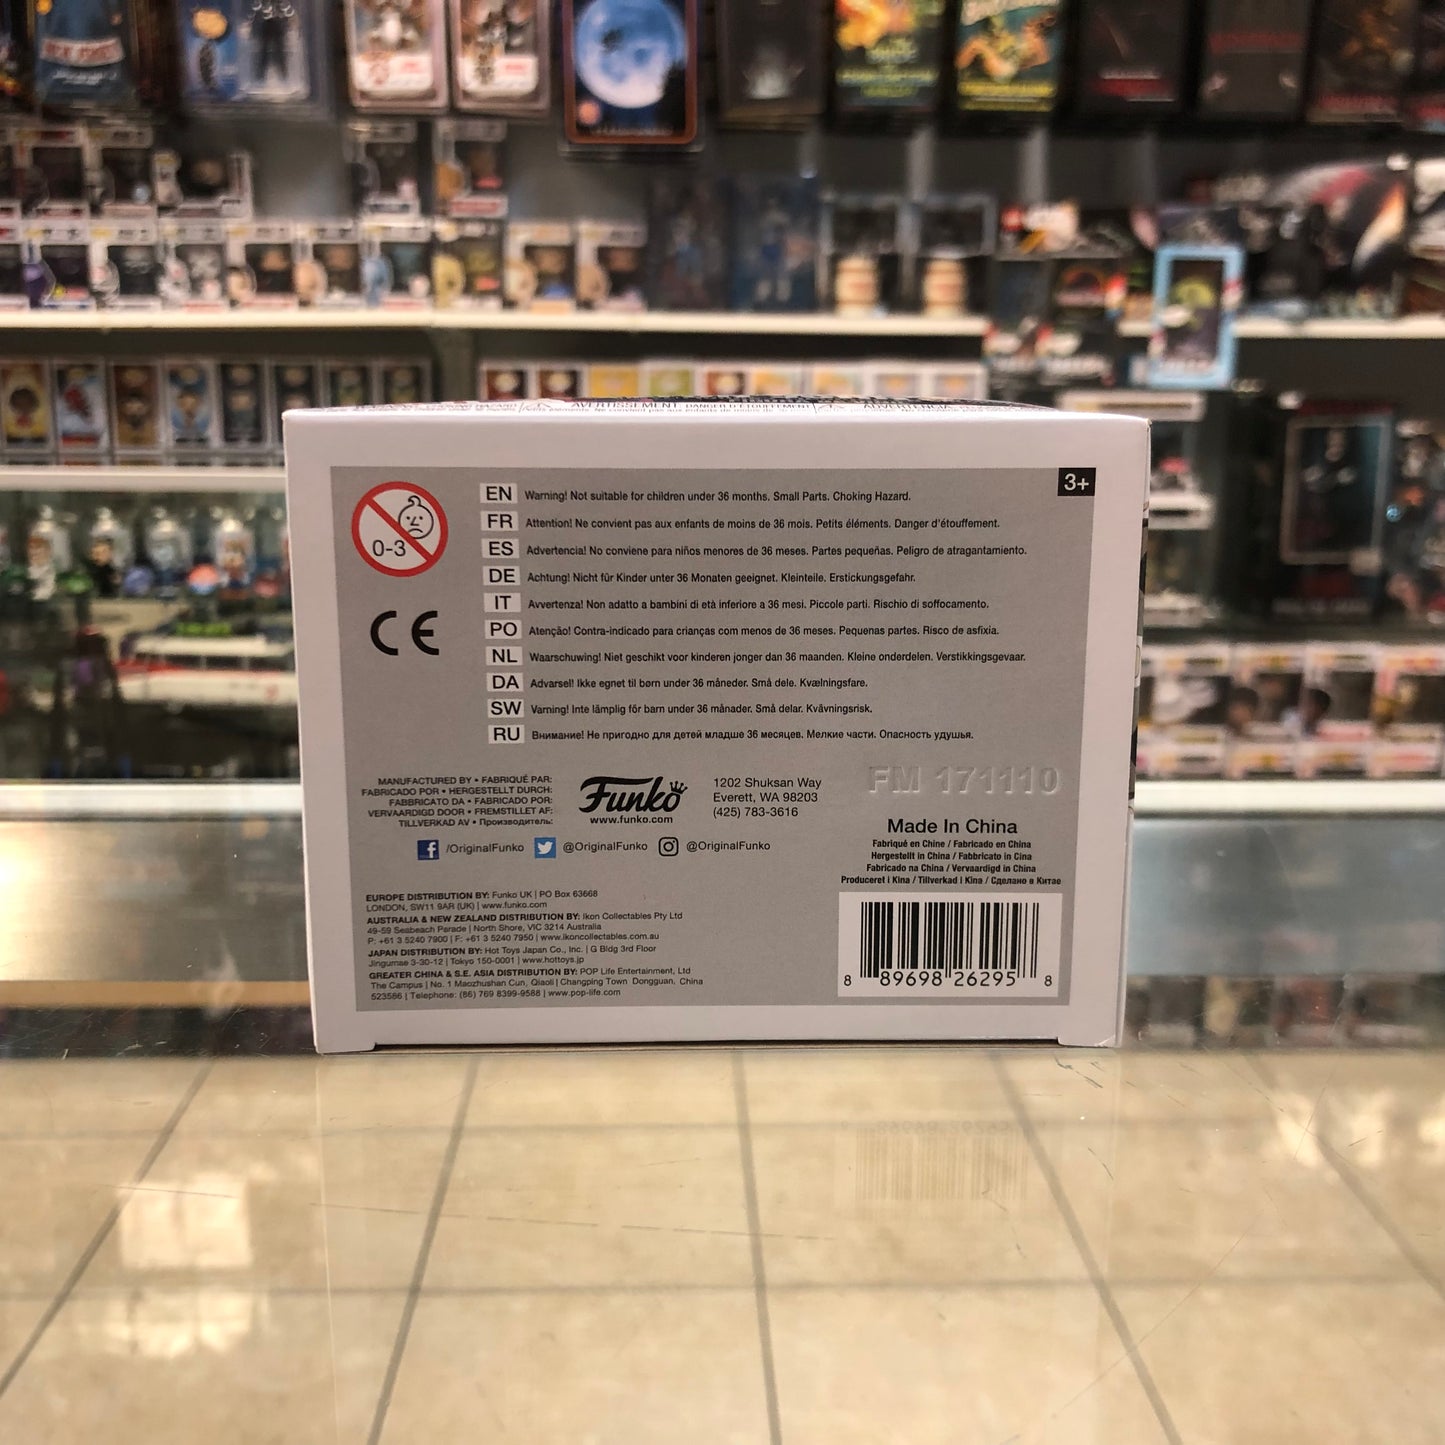 AVERTISSEMENT
3+
0-3
EN Warning! Not suitable for children under 36 months. Small Parts. Choking Hazard.
FR Attention! Ne convient pas aux enfants de moins de 36 mois. Petits éléments. Danger d'étouffement.
ES Advertencia! No conviene para niños menores de 36 meses. Partes pequeñas. Peligro de atragantamiento.
DE Achtung! Nicht für Kinder unter 36 Monaten geeignet. Kleinteile. Erstickungsgefahr.
IT Avvertenza! Non adatto a bambini di età inferiore a 36 mesi. Piccole parti. Rischio di soffocamento.
PO Atenção! Contra-indicado para crianças com menos de 36 meses. Pequenas partes. Risco de asfixia.
CE
NL Waarschuwing! Niet geschikt voor kinderen jonger dan 36 maanden. Kleine onderdelen. Verstikkingsgevaar.
DA Advarsel! Ikke egnet til børn under 36 måneder. Små dele. Kvælningsfare.
SW Varning! Inte lämplig för barn under 36 månader. Små delar. Kvävningsrisk.
RU Внимание! Не пригодно для детей младше 36 месяцев. Мелкие части. Опасность удушья.
MANUFACTURED BY • FABRIQUÉ PAR:
FABRICADO POR • HERGESTELLT DURCH:
FABBRICATO DA • FABRICADO POR:
VERVAARDIGD DOOR • FREMSTILLET AF:
TILLVERKAD AV • Производитель:
Funko
www.funko.com
1202 Shuksan Way
Everett, WA 98203
(425) 783-3616
/OriginalFunko @OriginalFunko @OriginalFunko
FM 171110
Made In China
Fabriqué en Chine / Fabricado en China
Hergestellt in China / Fabbricato in Cina
Fabricado na China / Vervaardigd in China
Produceret i Kina / Tillverkad i Kina / Сделано в Китае
EUROPE DISTRIBUTION BY: Funko UK | PO Box 63668
LONDON, SW11 9AR (UK) | www.funko.com
AUSTRALIA & NEW ZEALAND DISTRIBUTION BY: Ikon Collectables Pty Ltd
49-59 Seabeach Parade | North Shore, VIC 3214 Australia
P: +61 3 5240 7900 | F: +61 3 5240 7950 | www.ikoncollectables.com.au
JAPAN DISTRIBUTION BY: Hot Toys Japan Co., Inc. | G Bldg 3rd Floor
Jingumae 3-30-12 | Tokyo 150-0001 | www.hottoys.jp
GREATER CHINA & S.E. ASIA DISTRIBUTION BY: POP Life Entertainment, Ltd
The Campus | No. 1 Maozhushan Cun, Qiaoli | Changping Town Dongguan, China
523586 | Telephone: (86) 769 8399-9588 | www.pop-life.com
8 89698 26295 8